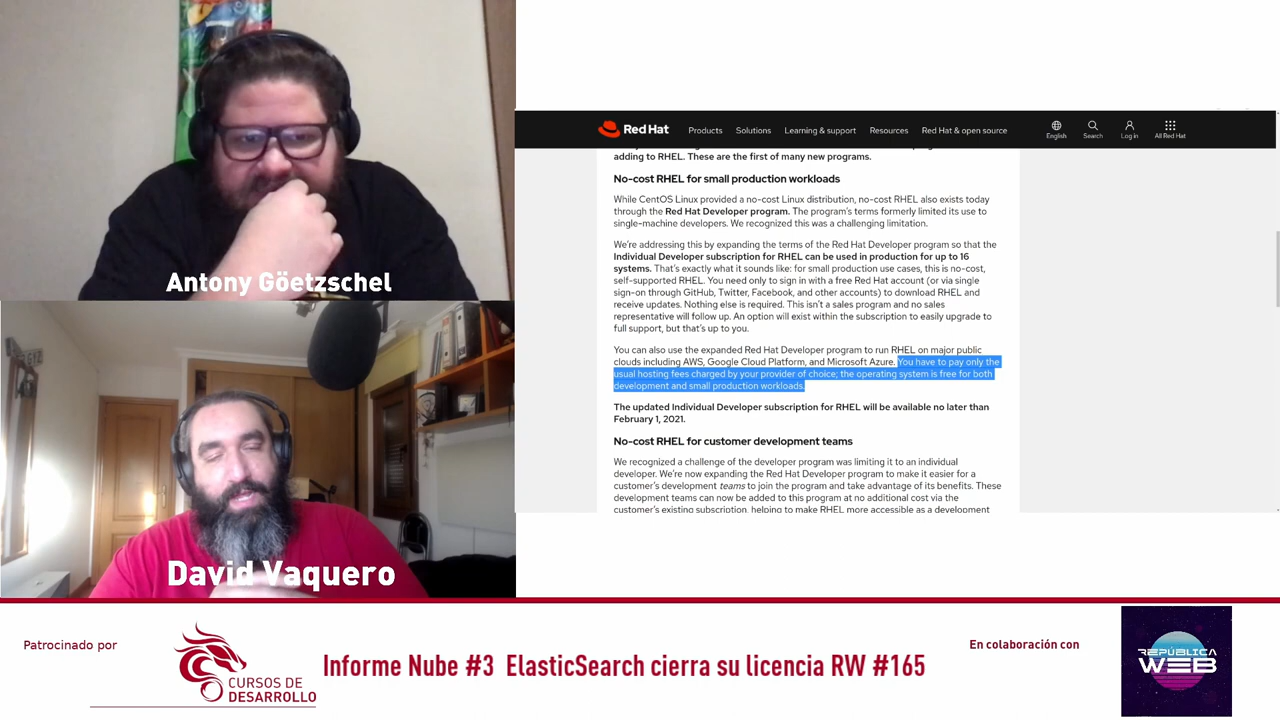 Antony Göetzschel
David Vaquero
Red Hat
Products
Solutions
Learning & support
Resources
Red Hat & open source
English
Search
Log in
All Red Hat
adding to RHEL. These are the first of many new programs.
No-cost RHEL for small production workloads
While CentOS Linux provided a no-cost Linux distribution, no-cost RHEL also exists today
through the Red Hat Developer program. The program's terms formerly limited its use to
single-machine developers. We recognized this was a challenging limitation.
We're addressing this by expanding the terms of the Red Hat Developer program so that the
Individual Developer subscription for RHEL can be used in production for up to 16
systems. That's exactly what it sounds like: for small production use cases, this is no-cost,
self-supported RHEL. You need only to sign in with a free Red Hat account (or via single
sign-on through GitHub, Twitter, Facebook, and other accounts) to download RHEL and
receive updates. Nothing else is required. This isn't a sales program and no sales
representative will follow up. An option will exist within the subscription to easily upgrade to
full support, but that's up to you.
You can also use the expanded Red Hat Developer program to run RHEL on major public
clouds including AWS, Google Cloud Platform, and Microsoft Azure. You have to pay only the
usual hosting fees charged by your provider of choice; the operating system is free for both
development and small production workloads.
The updated Individual Developer subscription for RHEL will be available no later than
February 1, 2021.
No-cost RHEL for customer development teams
We recognized a challenge of the developer program was limiting it to an individual
developer. We're now expanding the Red Hat Developer program to make it easier for a
customer's development teams to join the program and take advantage of its benefits. These
development teams can now be added to this program at no additional cost via the
customer's existing subscription, helping to make RHEL more accessible as a development
Patrocinado por
CURSOS DE
DESARROLLO
Informe Nube #3 ElasticSearch cierra su licencia RW #165
En colaboración con
REPÚBLICA
WEB